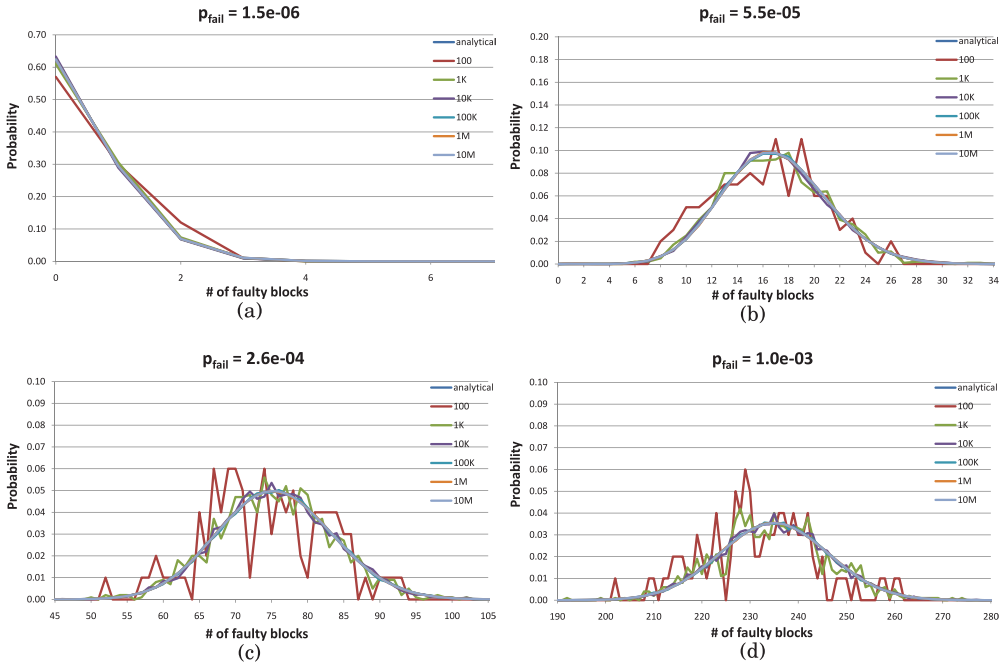 p_fail = 1.5e-06
0.70
0.60
0.50
0.40
0.30
0.20
0.10
0.00
Probability
0 2 4 6
# of faulty blocks
analytical
100
1K
10K
100K
1M
10M
(a)
p_fail = 5.5e-05
0.20
0.18
0.16
0.14
0.12
0.10
0.08
0.06
0.04
0.02
0.00
Probability
0 2 4 6 8 10 12 14 16 18 20 22 24 26 28 30 32 34
# of faulty blocks
analytical
100
1K
10K
100K
1M
10M
(b)
p_fail = 2.6e-04
0.10
0.09
0.08
0.07
0.06
0.05
0.04
0.03
0.02
0.01
0.00
Probability
45 55 60 65 70 75 80 85 90 95 100 105
# of faulty blocks
analytical
100
1K
10K
100K
1M
10M
(c)
p_fail = 1.0e-03
0.10
0.09
0.08
0.07
0.06
0.05
0.04
0.03
0.02
0.01
0.00
Probability
190 200 210 220 230 240 250 260 270 280
# of faulty blocks
analytical
100
1K
10K
100K
1M
10M
(d)